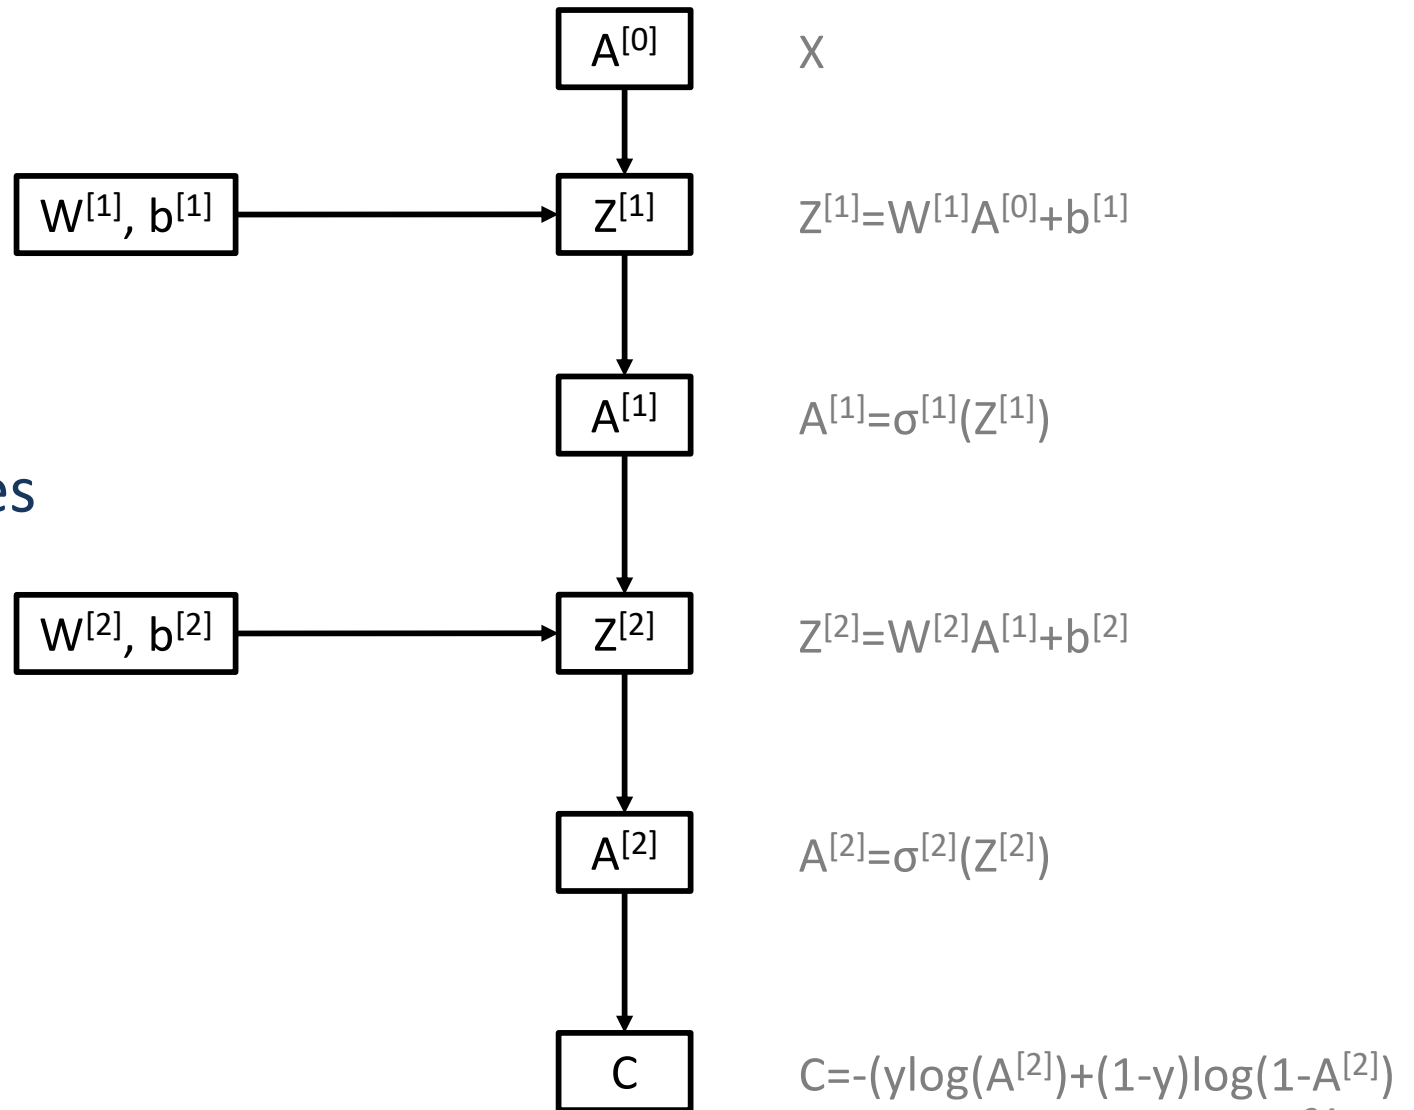 A[0] X
W[1], b[1] Z[1] Z[1]=W[1]A[0]+b[1]
A[1] A[1]=σ[1](Z[1])
es
W[2], b[2] Z[2] Z[2]=W[2]A[1]+b[2]
A[2] A[2]=σ[2](Z[2])
C C=-(ylog(A[2])+(1-y)log(1-A[2])